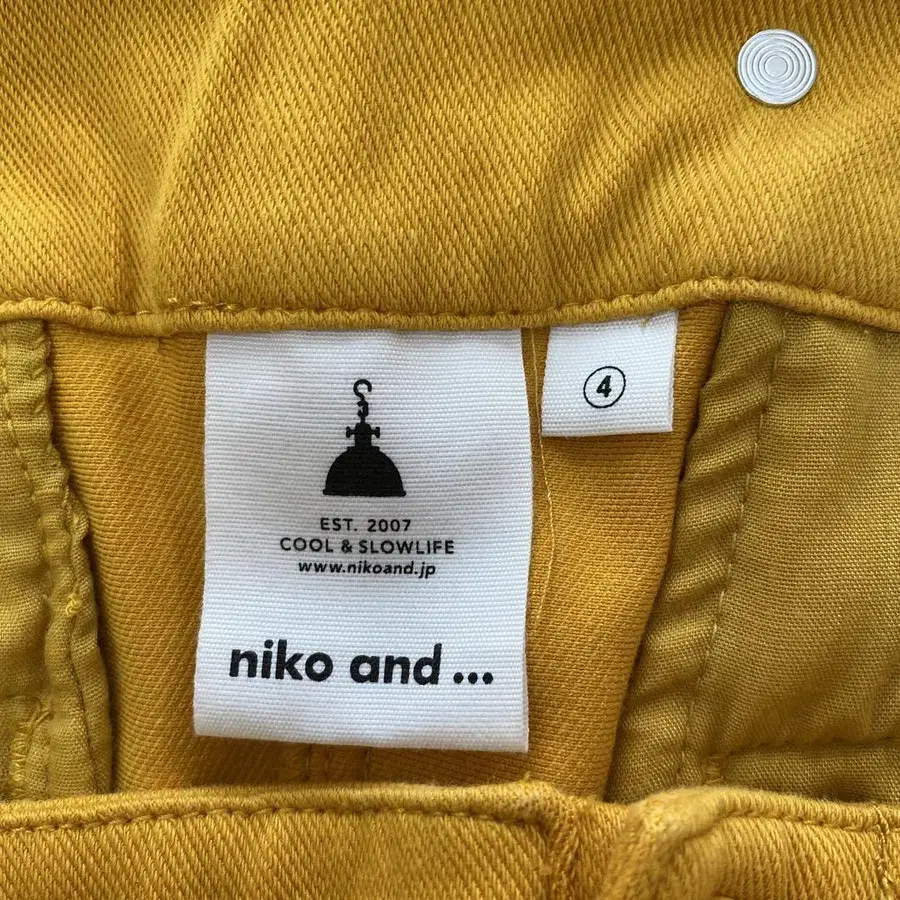 EST. 2007
COOL & SLOWLIFE
www.nikoand.jp
niko and ...
4